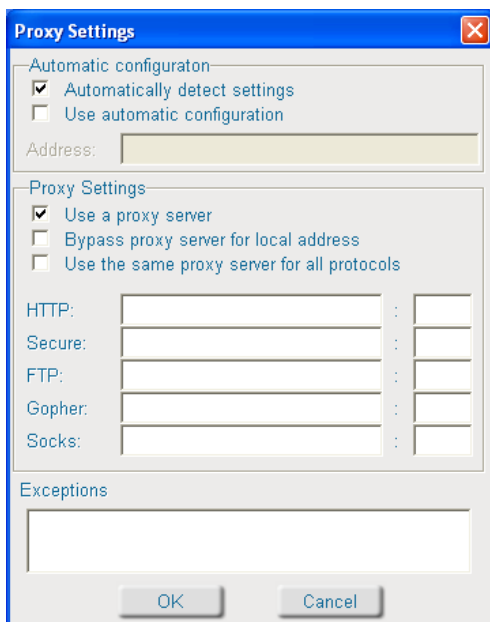 Proxy Settings
Automatic configuraton
Automatically detect settings
Use automatic configuration
Address:
Proxy Settings
Use a proxy server
Bypass proxy server for local address
Use the same proxy server for all protocols
HTTP: :
Secure: :
FTP: :
Gopher: :
Socks: :
Exceptions
OK Cancel